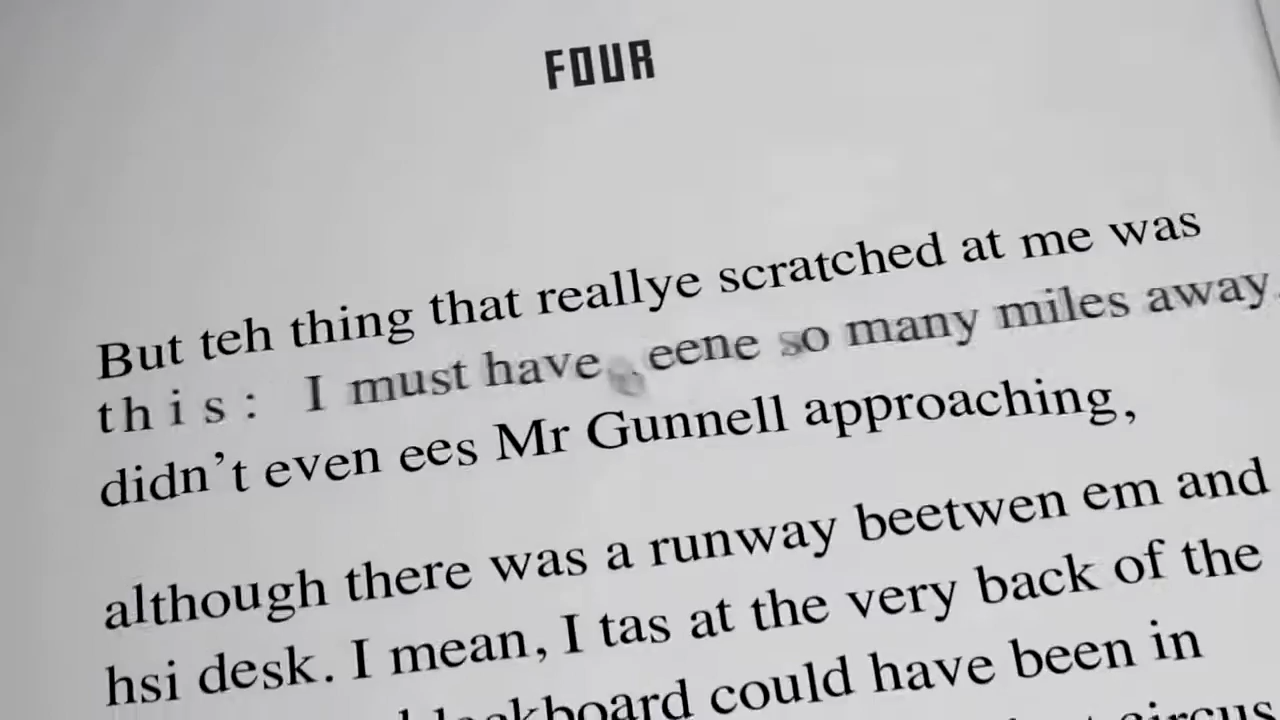 FOUR
But teh thing that reallye scratched at me was
this: I must have eene so many miles away.
didn't even ees Mr Gunnell approaching,
although there was a runway beetwen em and
hsi desk. I mean, I tas at the very back of the
could have been in
circus